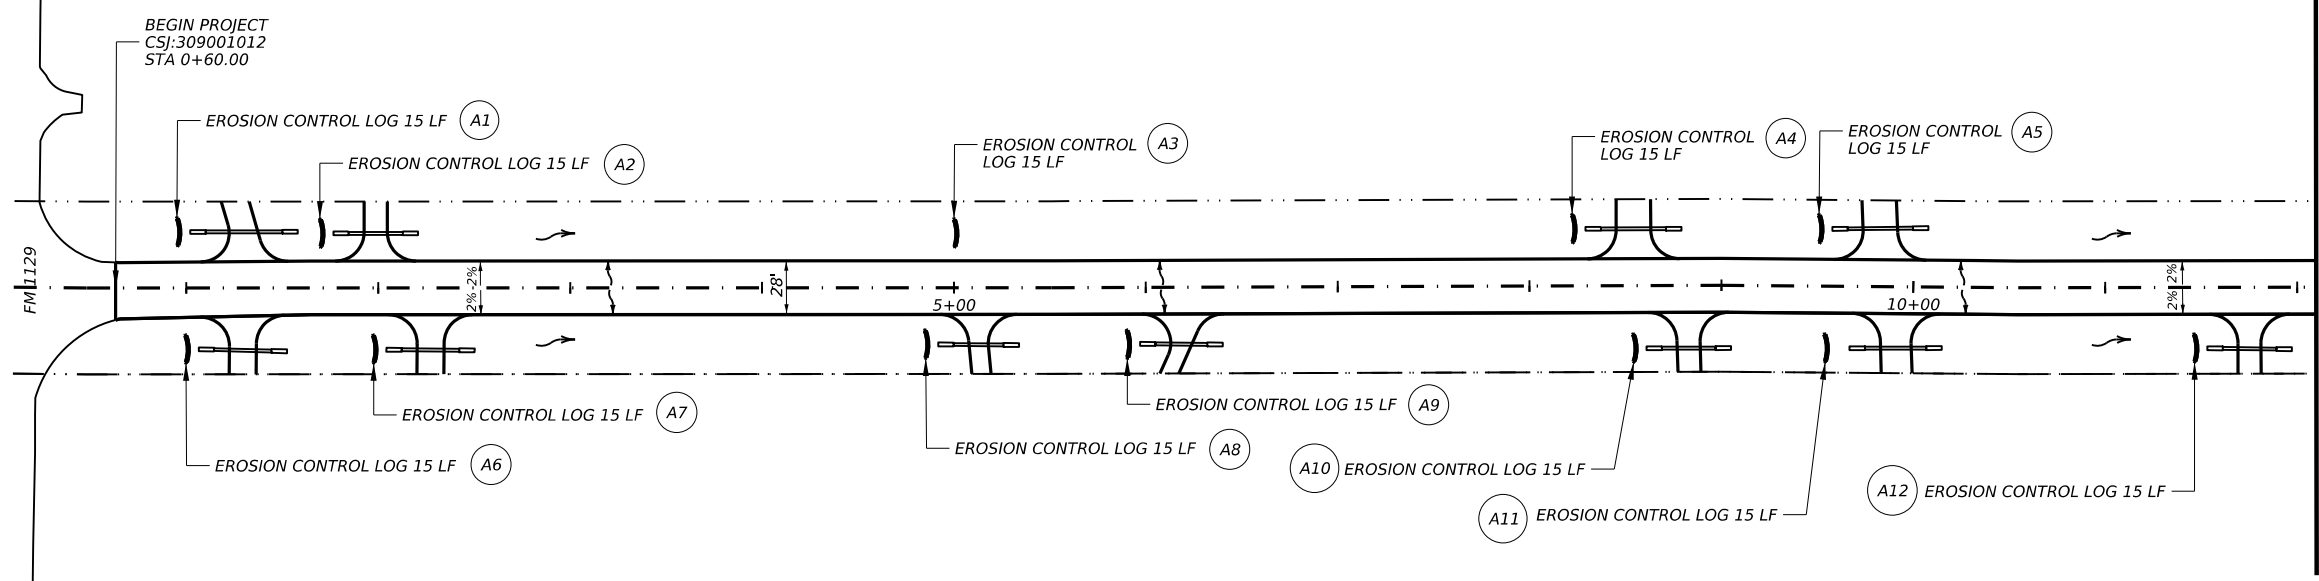 BEGIN PROJECT
CSJ:309001012
STA 0+60.00
EROSION CONTROL LOG 15 LF A1
EROSION CONTROL LOG 15 LF A2
EROSION CONTROL
LOG 15 LF
A3
EROSION CONTROL
LOG 15 LF
A4
EROSION CONTROL
LOG 15 LF
A5
FM 1129
2% 2%
28'
5+00
10+00
2% 2%
EROSION CONTROL LOG 15 LF A7
EROSION CONTROL LOG 15 LF A6
EROSION CONTROL LOG 15 LF A9
EROSION CONTROL LOG 15 LF A8
A10 EROSION CONTROL LOG 15 LF
A11 EROSION CONTROL LOG 15 LF
A12 EROSION CONTROL LOG 15 LF